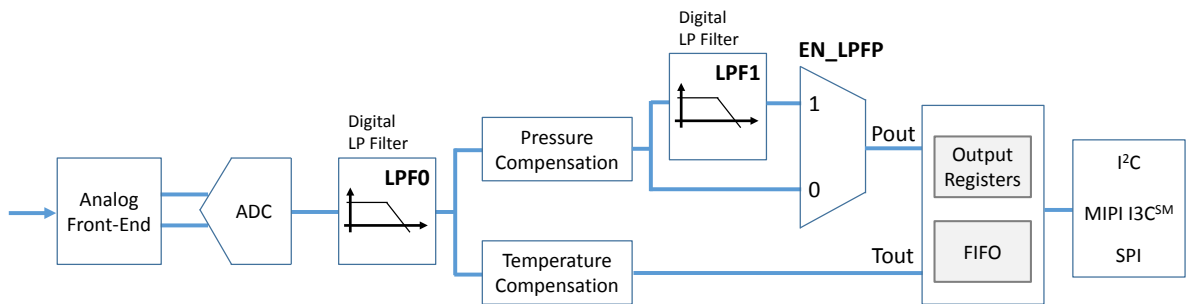 Digital
LP Filter
EN_LPFP
LPF1
1
0
Digital
LP Filter
LPF0
Pressure
Compensation
Pout
Analog
Front-End
ADC
Output
Registers
I²C
MIPI I3Cˢᴹ
SPI
Temperature
Compensation
Tout
FIFO